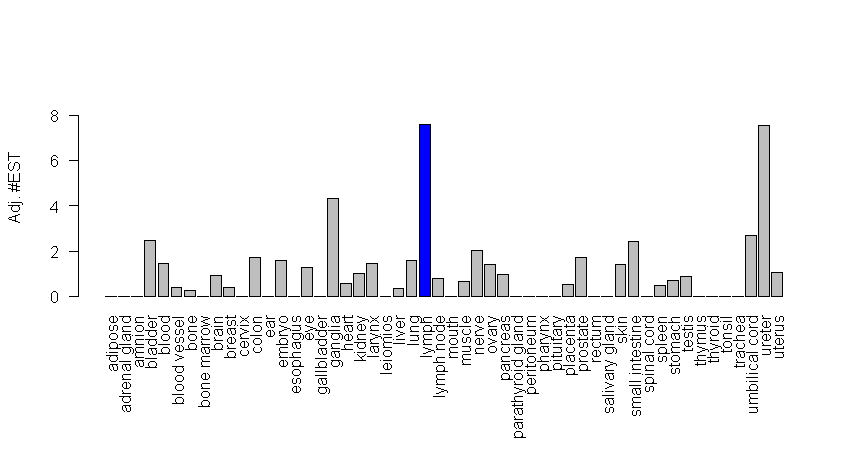 Adj. #EST
8
6
4
2
0
adipose
adrenal gland
amnion
bladder
blood
blood vessel
bone
bone marrow
brain
breast
cervix
colon
ear
embryo
esophagus
eye
gallbladder
ganglia
heart
kidney
larynx
leiomios
liver
lung
lymph
lymph node
mouth
muscle
nerve
ovary
pancreas
parathyroid gland
peritoneum
pharynx
pituitary
placenta
prostate
rectum
salivary gland
skin
small intestine
spinal cord
spleen
stomach
testis
thymus
thyroid
tonsil
trachea
umbilical cord
ureter
uterus